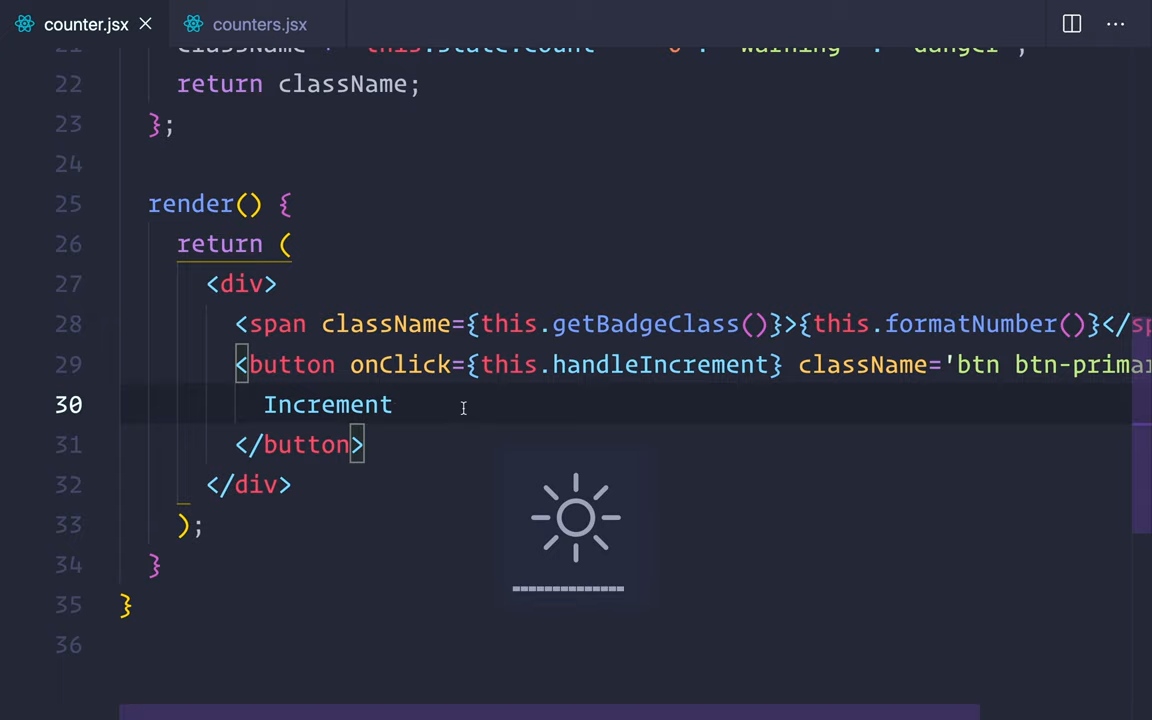 counter.jsx
counters.jsx
22 return className;
23 };
24
25 render() {
26 return (
27 <div>
28 <span className={this.getBadgeClass()}>{this.formatNumber()}</sp
29 <button onClick={this.handleIncrement} className='btn btn-primar
30 Increment
31 </button>
32 </div>
33 );
34 }
35 }
36